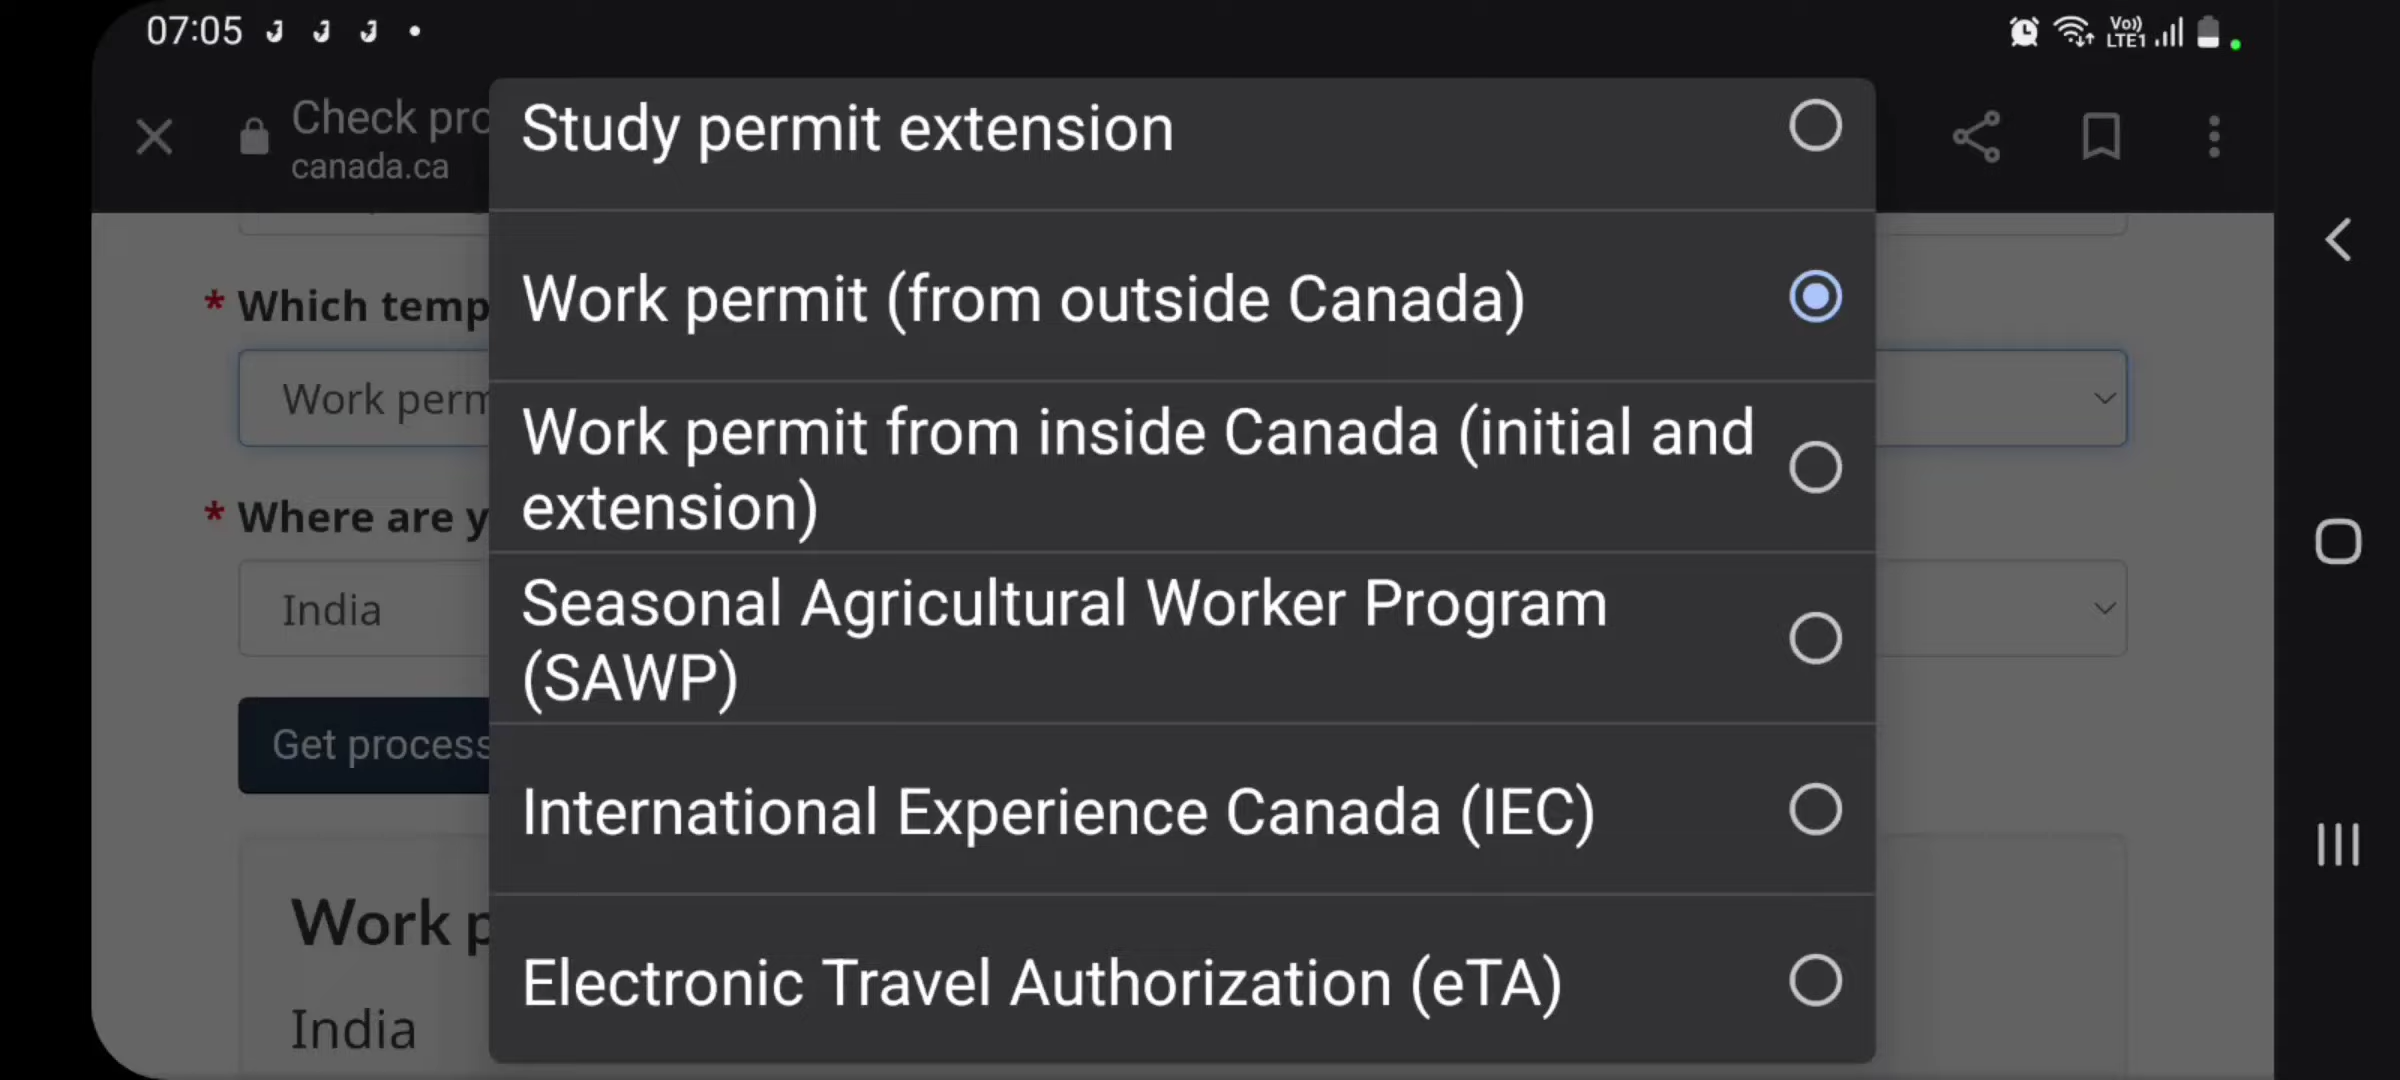 07:05
Vo))
LTE1
Check pro
canada.ca
Study permit extension
* Which temp
Work permit (from outside Canada)
Work perm
Work permit from inside Canada (initial and
extension)
* Where are y
India
Seasonal Agricultural Worker Program
(SAWP)
Get process
International Experience Canada (IEC)
Work p
India
Electronic Travel Authorization (eTA)